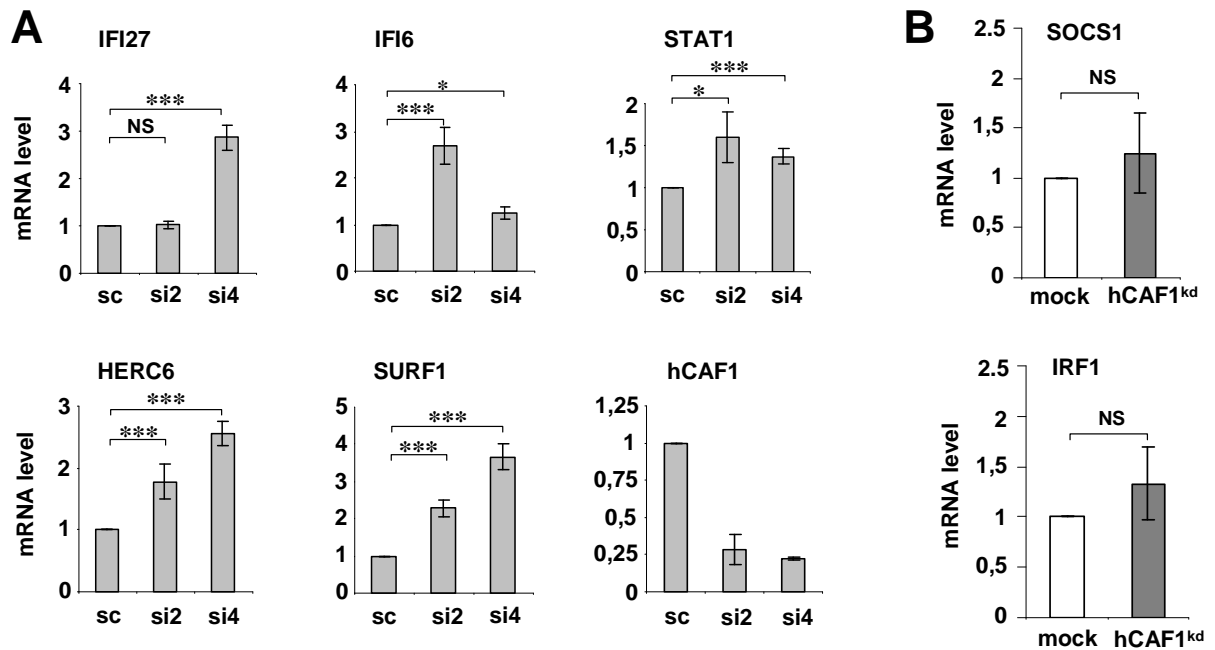 A
IFI27
mRNA level
4
3
2
1
0
***
NS
sc si2 si4
IFI6
4
3
2
1
0
*
***
sc si2 si4
STAT1
2
1,5
1
0,5
0
***
*
sc si2 si4
HERC6
mRNA level
3
2
1
0
***
***
sc si2 si4
SURF1
5
4
3
2
1
0
***
***
sc si2 si4
hCAF1
1,25
1
0,75
0.5
0,25
0
sc si2 si4
B
SOCS1
mRNA level
2.5
2
1,5
1
0,5
0
NS
mock hCAF1kd
IRF1
mRNA level
2.5
2
1,5
1
0,5
0
NS
mock hCAF1kd